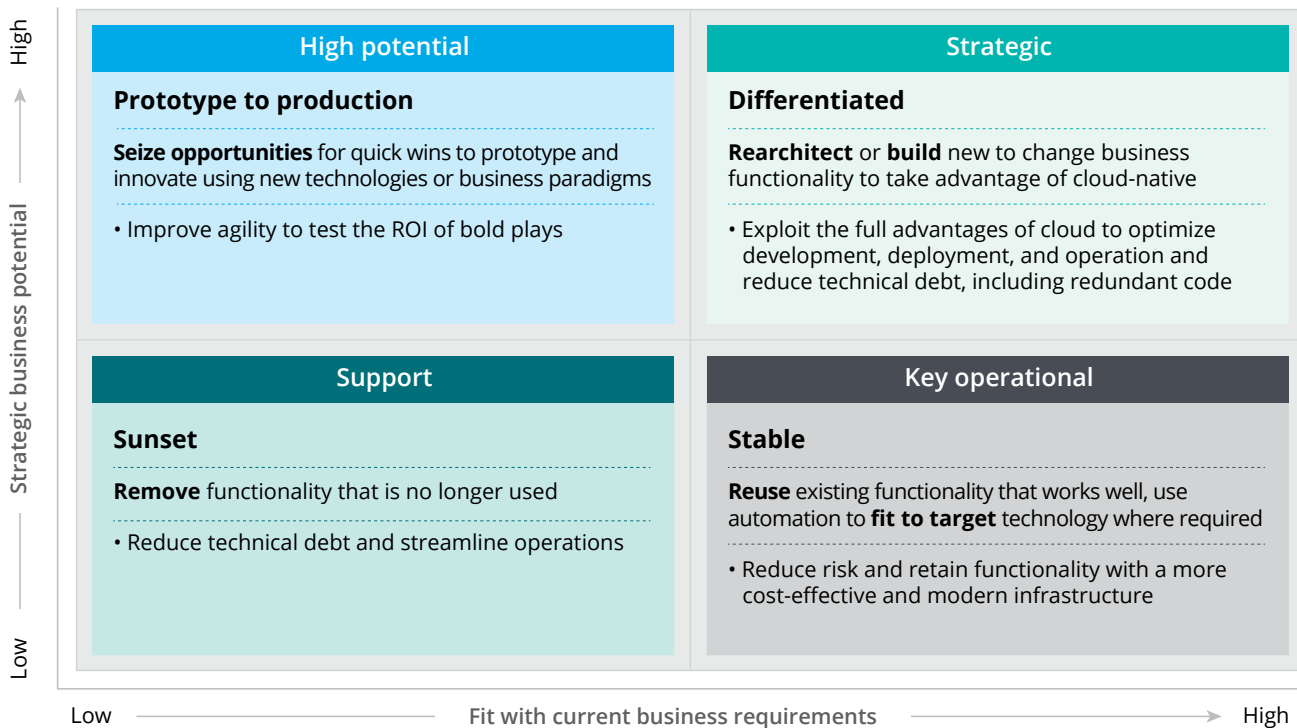 High
Strategic business potential
Low
High potential
Prototype to production
Seize opportunities for quick wins to prototype and
innovate using new technologies or business paradigms
• Improve agility to test the ROI of bold plays
Strategic
Differentiated
Rearchitect or build new to change business
functionality to take advantage of cloud-native
• Exploit the full advantages of cloud to optimize
development, deployment, and operation and
reduce technical debt, including redundant code
Support
Sunset
Remove functionality that is no longer used
• Reduce technical debt and streamline operations
Key operational
Stable
Reuse existing functionality that works well, use
automation to fit to target technology where required
• Reduce risk and retain functionality with a more
cost-effective and modern infrastructure
Low
Fit with current business requirements
High